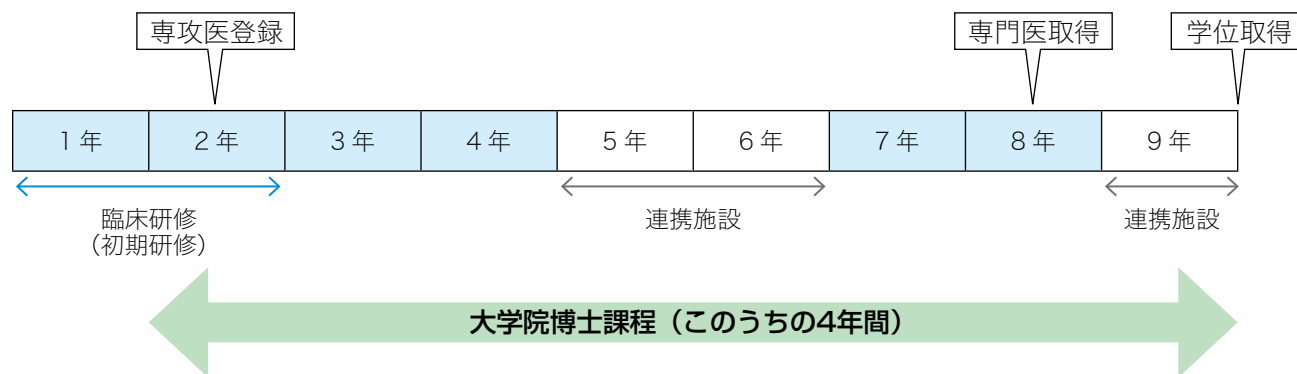 専攻医登録
専門医取得
学位取得
1年
2年
3年
4年
5年
6年
7年
8年
9年
臨床研修
（初期研修）
連携施設
連携施設
大学院博士課程（このうちの4年間）